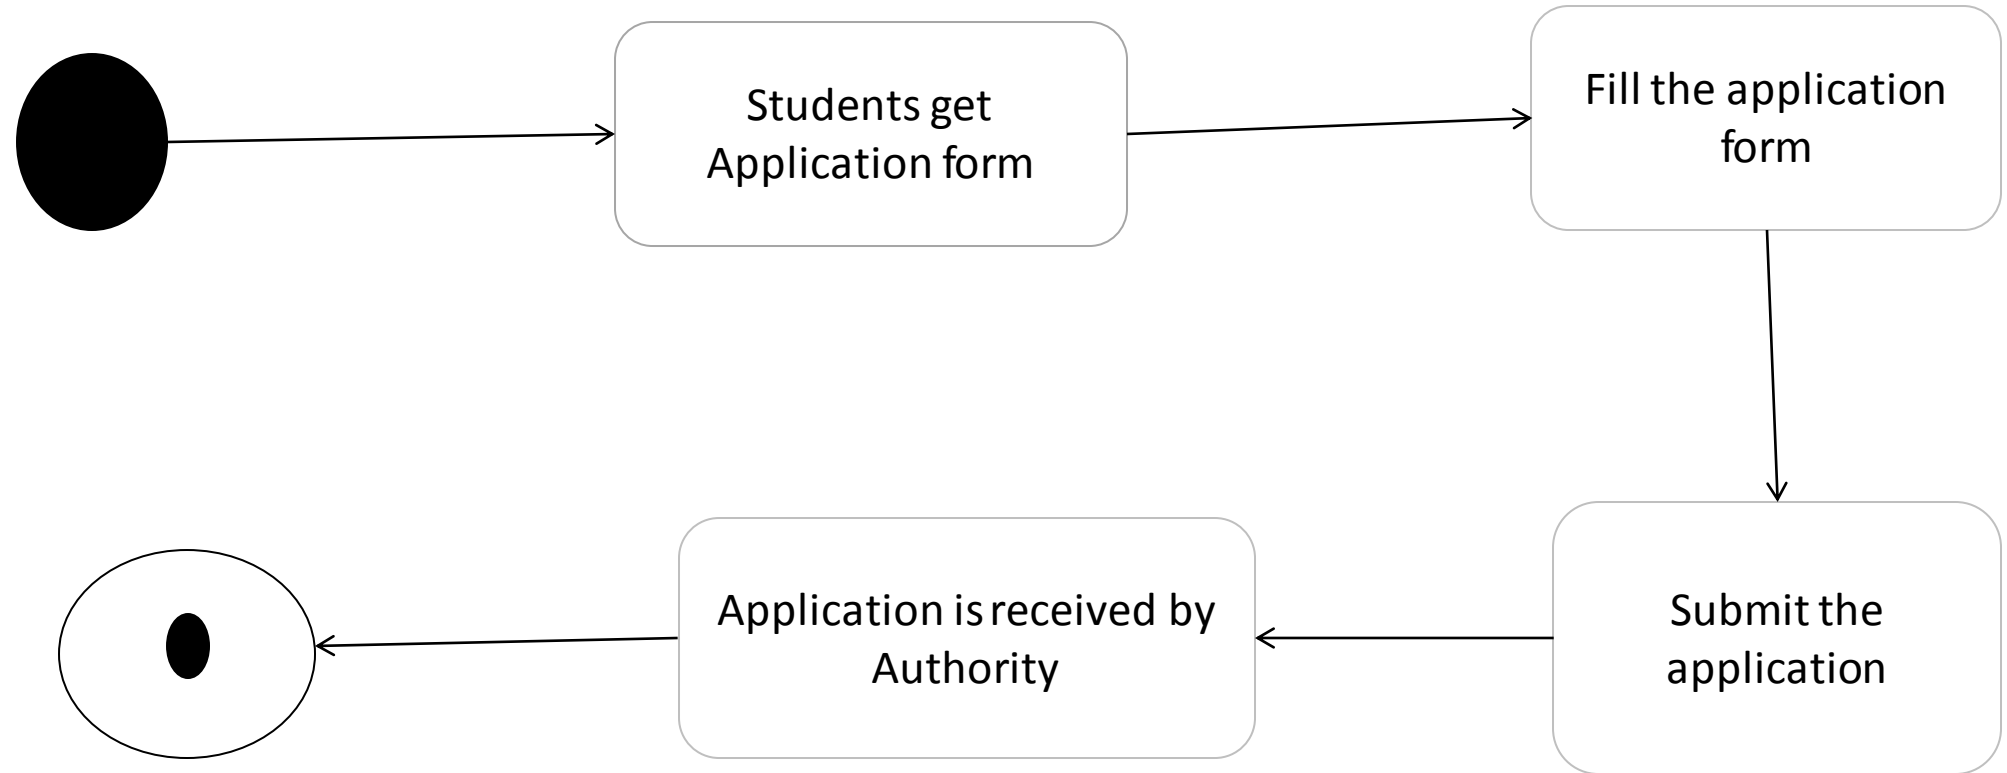 Students get
Application form
Fill the application
form
Submit the
application
Application is received by
Authority